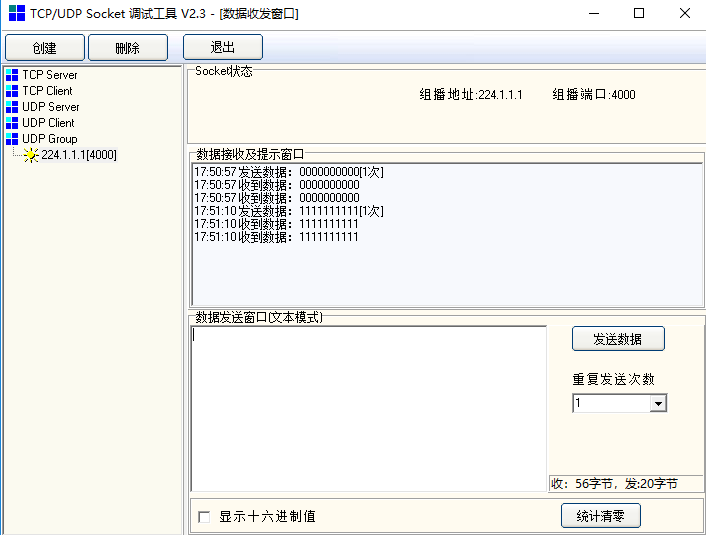 TCP/UDP Socket 调试工具 V2.3 - [数据收发窗口]
创建 删除 退出
TCP Server
TCP Client
UDP Server
UDP Client
UDP Group
224.1.1.1[4000]
Socket状态
组播地址:224.1.1.1 组播端口:4000
数据接收及提示窗口
17:50:57 发送数据：0000000000[1次]
17:50:57 收到数据：0000000000
17:50:57 收到数据：0000000000
17:51:10 发送数据：1111111111[1次]
17:51:10 收到数据：1111111111
17:51:10 收到数据：1111111111
数据发送窗口(文本模式)
发送数据
重复发送次数
1
收：56字节，发:20字节
显示十六进制值
统计清零